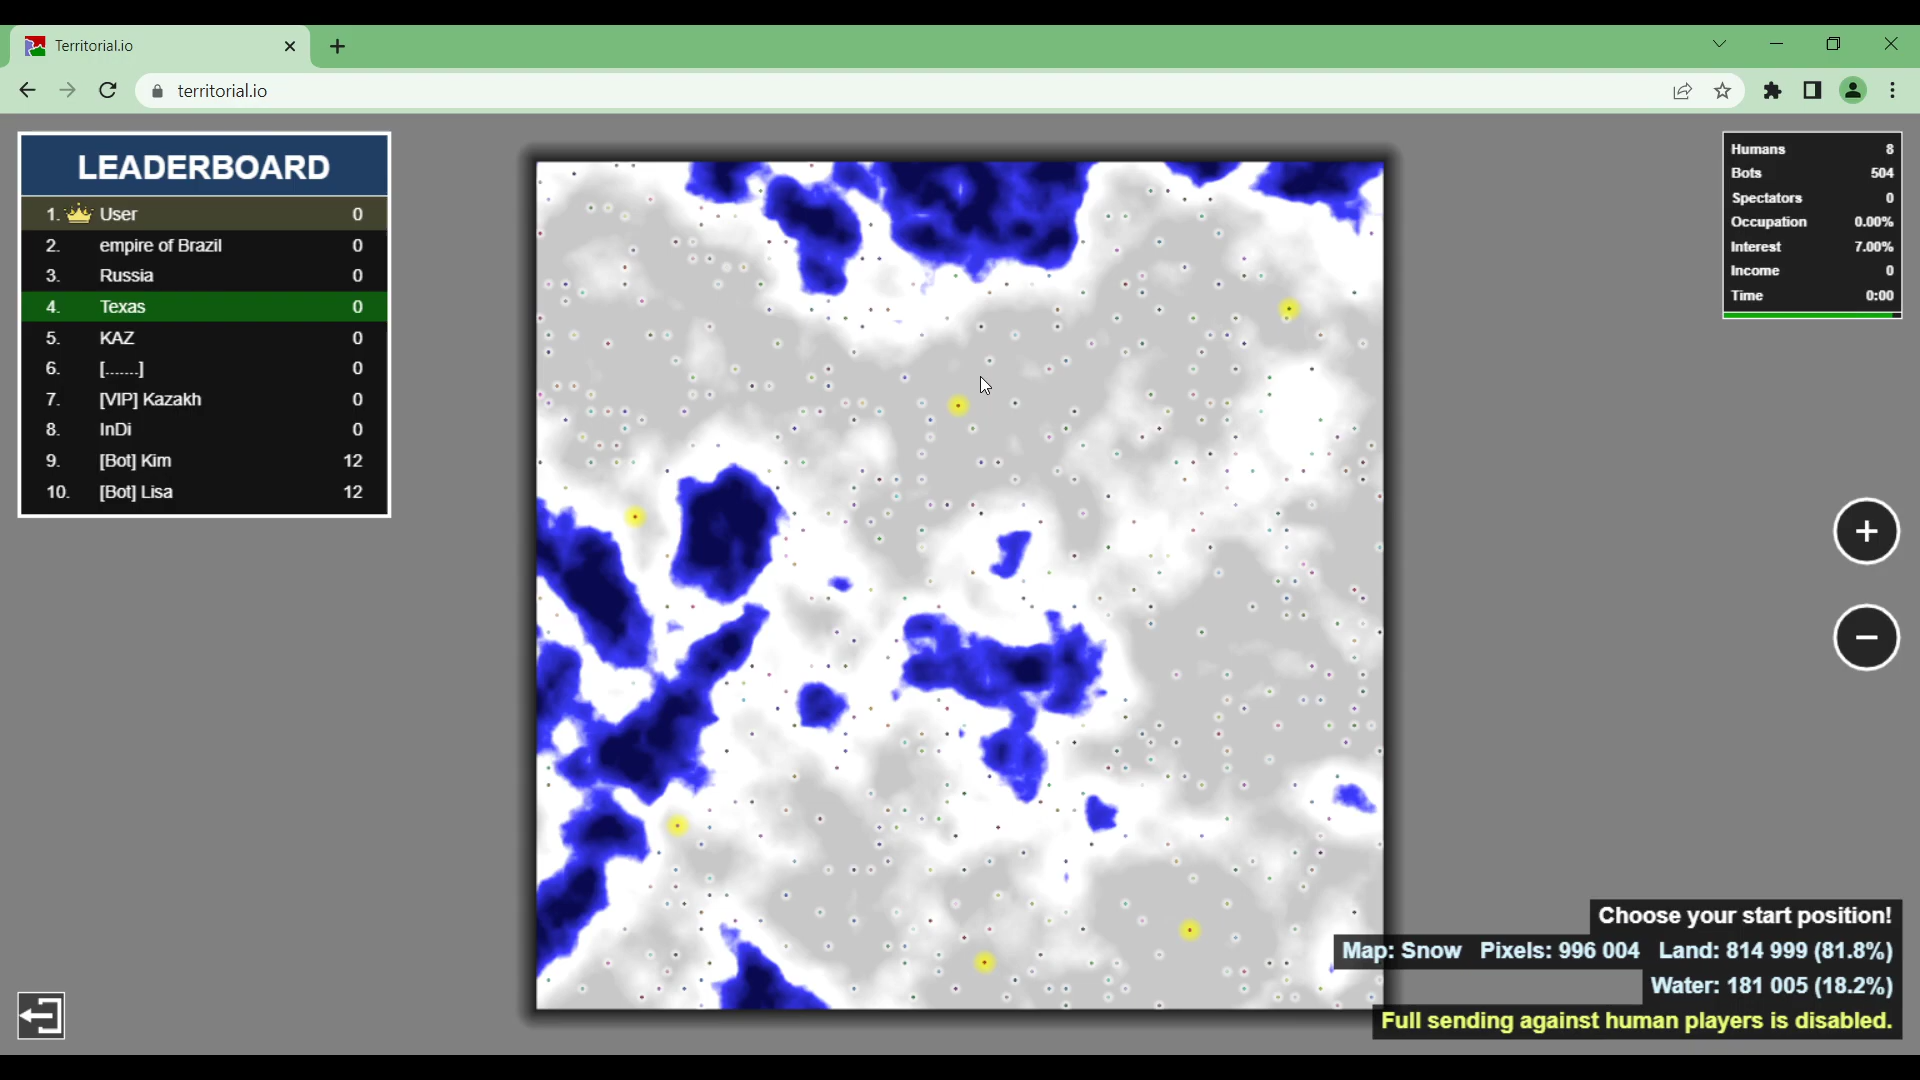 Territorial.io
territorial.io
LEADERBOARD
1. User 0
2. empire of Brazil 0
3. Russia 0
4. Texas 0
5. KAZ 0
6. [.......] 0
7. [VIP] Kazakh 0
8. InDi 0
9. [Bot] Kim 12
10. [Bot] Lisa 12
Humans 8
Bots 504
Spectators 0
Occupation 0.00%
Interest 7.00%
Income 0
Time 0:00
Choose your start position!
Map: Snow Pixels: 996 004 Land: 814 999 (81.8%)
Water: 181 005 (18.2%)
Full sending against human players is disabled.